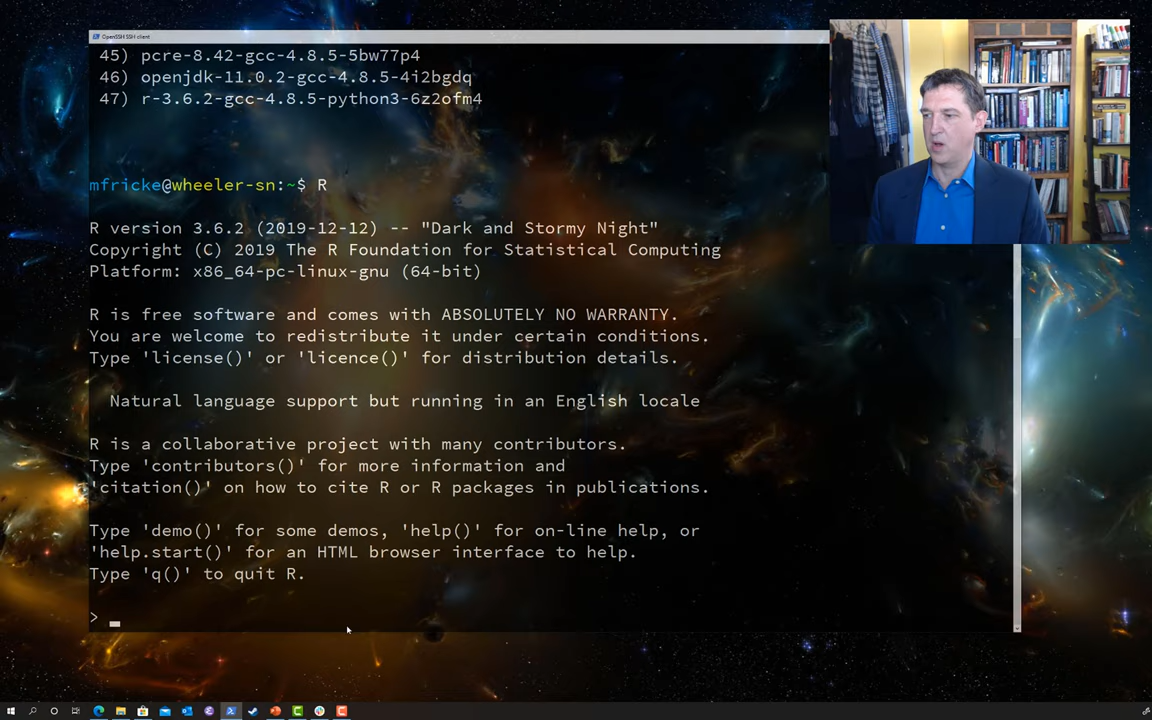 OpenSSH SSH client
45) pcre-8.42-gcc-4.8.5-5bw77p4
46) openjdk-11.0.2-gcc-4.8.5-4i2bgdq
47) r-3.6.2-gcc-4.8.5-python3-6z2ofm4
mfricke@wheeler-sn:~$ R
R version 3.6.2 (2019-12-12) -- "Dark and Stormy Night"
Copyright (C) 2019 The R Foundation for Statistical Computing
Platform: x86_64-pc-linux-gnu (64-bit)
R is free software and comes with ABSOLUTELY NO WARRANTY.
You are welcome to redistribute it under certain conditions.
Type 'license()' or 'licence()' for distribution details.
Natural language support but running in an English locale
R is a collaborative project with many contributors.
Type 'contributors()' for more information and
'citation()' on how to cite R or R packages in publications.
Type 'demo()' for some demos, 'help()' for on-line help, or
'help.start()' for an HTML browser interface to help.
Type 'q()' to quit R.
> _